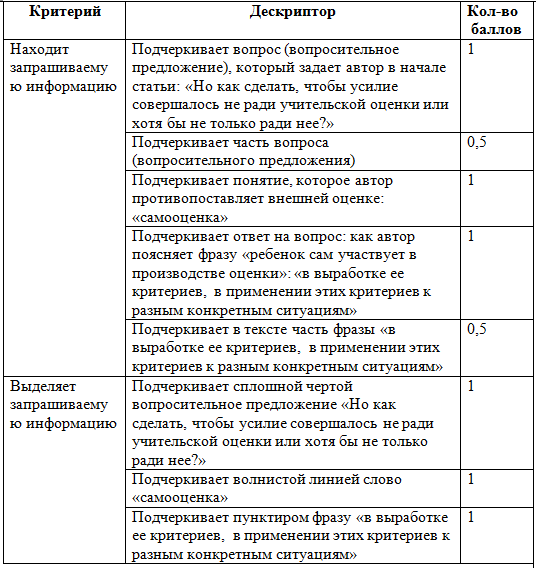 Критерий
Дескриптор
Кол-во
баллов
Находит
запрашиваему
ю информацию
Подчеркивает вопрос (вопросительное
предложение), который задает автор в начале
статьи: «Но как сделать, чтобы усилие
совершалось не ради учительской оценки или
хотя бы не только ради нее?»
1
Подчеркивает часть вопроса
(вопросительного предложения)
0,5
Подчеркивает понятие, которое автор
противопоставляет внешней оценке:
«самооценка»
1
Подчеркивает ответ на вопрос: как автор
поясняет фразу «ребенок сам участвует в
производстве оценки»: «в выработке ее
критериев, в применении этих критериев к
разным конкретным ситуациям»
1
Подчеркивает в тексте часть фразы «в
выработке ее критериев, в применении этих
критериев к разным конкретным ситуациям»
0,5
Выделяет
запрашиваему
ю информацию
Подчеркивает сплошной чертой
вопросительное предложение «Но как
сделать, чтобы усилие совершалось не ради
учительской оценки или хотя бы не только
ради нее?»
1
Подчеркивает волнистой линией слово
«самооценка»
1
Подчеркивает пунктиром фразу «в выработке
ее критериев, в применении этих критериев к
разным конкретным ситуациям»
1